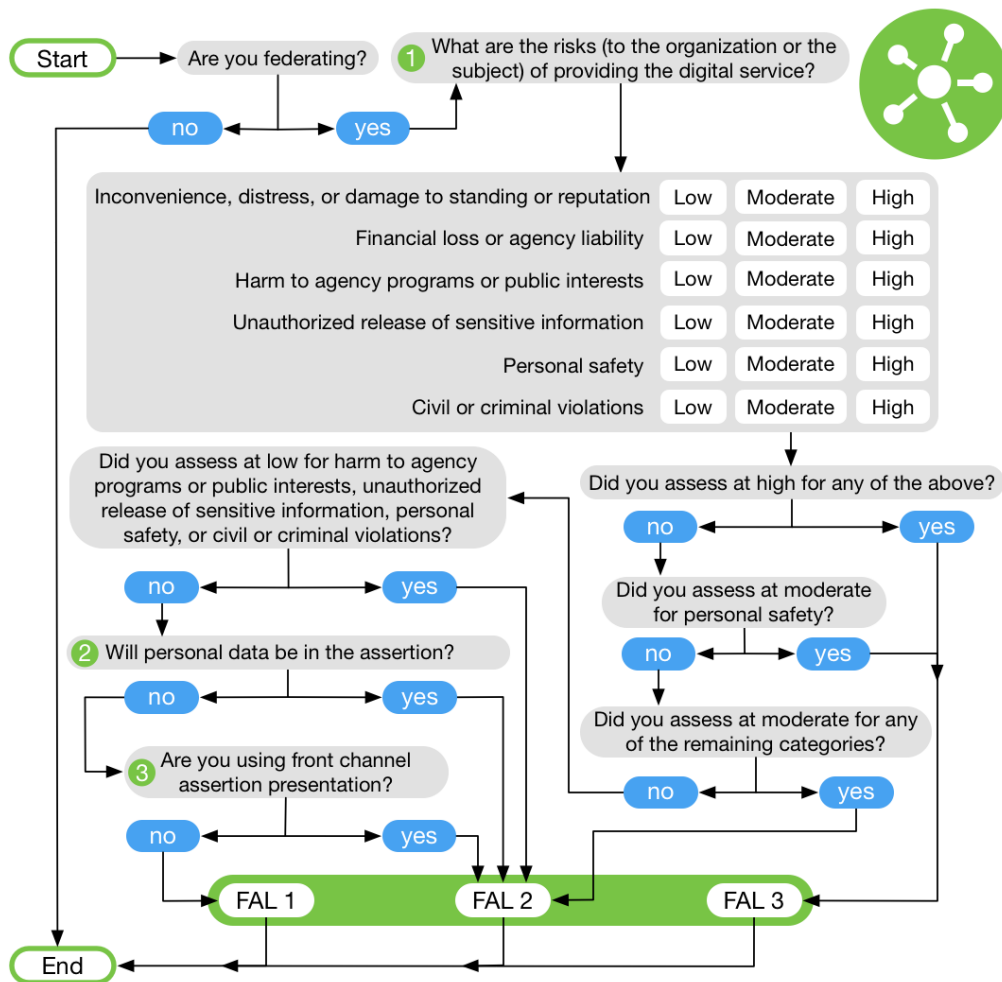 Start
Are you federating?
no
yes
1
What are the risks (to the organization or the
subject) of providing the digital service?
Inconvenience, distress, or damage to standing or reputation Low Moderate High
Financial loss or agency liability Low Moderate High
Harm to agency programs or public interests Low Moderate High
Unauthorized release of sensitive information Low Moderate High
Personal safety Low Moderate High
Civil or criminal violations Low Moderate High
Did you assess at high for any of the above?
no
yes
Did you assess at moderate
for personal safety?
no
yes
Did you assess at moderate for any
of the remaining categories?
no
yes
Did you assess at low for harm to agency
programs or public interests, unauthorized
release of sensitive information, personal
safety, or civil or criminal violations?
no
yes
2
Will personal data be in the assertion?
no
yes
3
Are you using front channel
assertion presentation?
no
yes
FAL 1
FAL 2
FAL 3
End